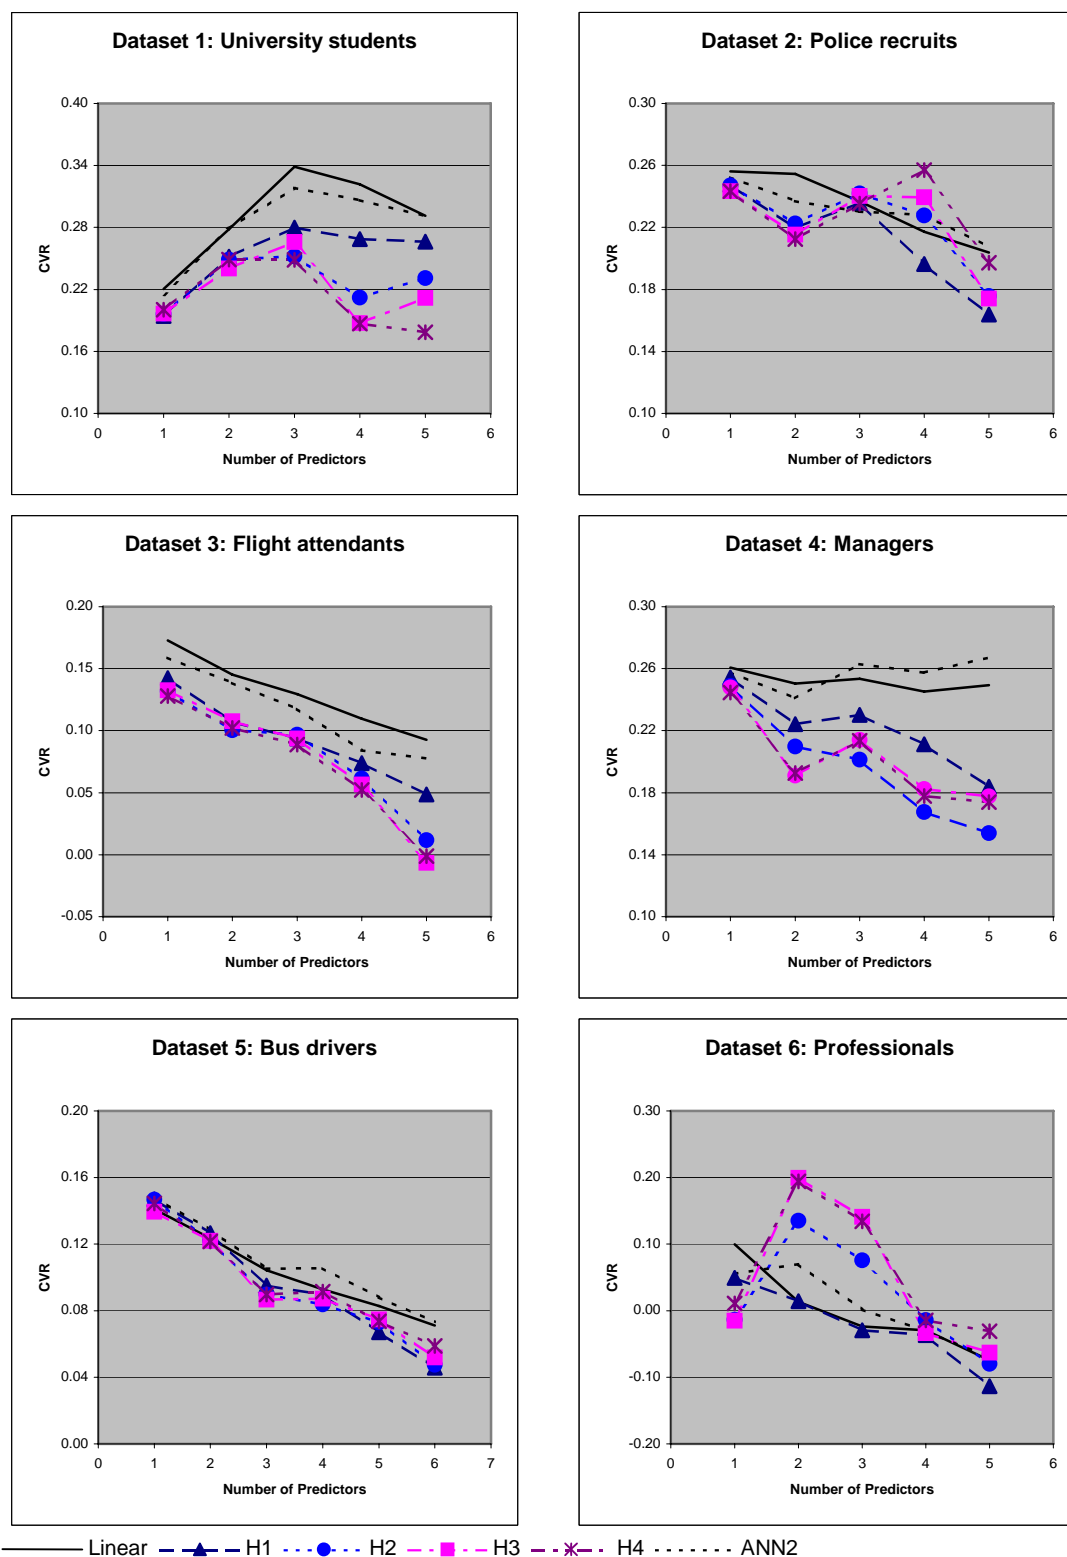 Dataset 1: University students
0.40
0.34
0.28
0.22
0.16
0.10
CVR
0 1 2 3 4 5 6
Number of Predictors
Dataset 2: Police recruits
0.30
0.26
0.22
0.18
0.14
0.10
CVR
0 1 2 3 4 5 6
Number of Predictors
Dataset 3: Flight attendants
0.20
0.15
0.10
0.05
0.00
-0.05
CVR
0 1 2 3 4 5 6
Number of Predictors
Dataset 4: Managers
0.30
0.26
0.22
0.18
0.14
0.10
CVR
0 1 2 3 4 5 6
Number of Predictors
Dataset 5: Bus drivers
0.20
0.16
0.12
0.08
0.04
0.00
CVR
0 1 2 3 4 5 6 7
Number of Predictors
Dataset 6: Professionals
0.30
0.20
0.10
0.00
-0.10
-0.20
CVR
0 1 2 3 4 5 6
Number of Predictors
Linear H1 H2 H3 H4 ANN2